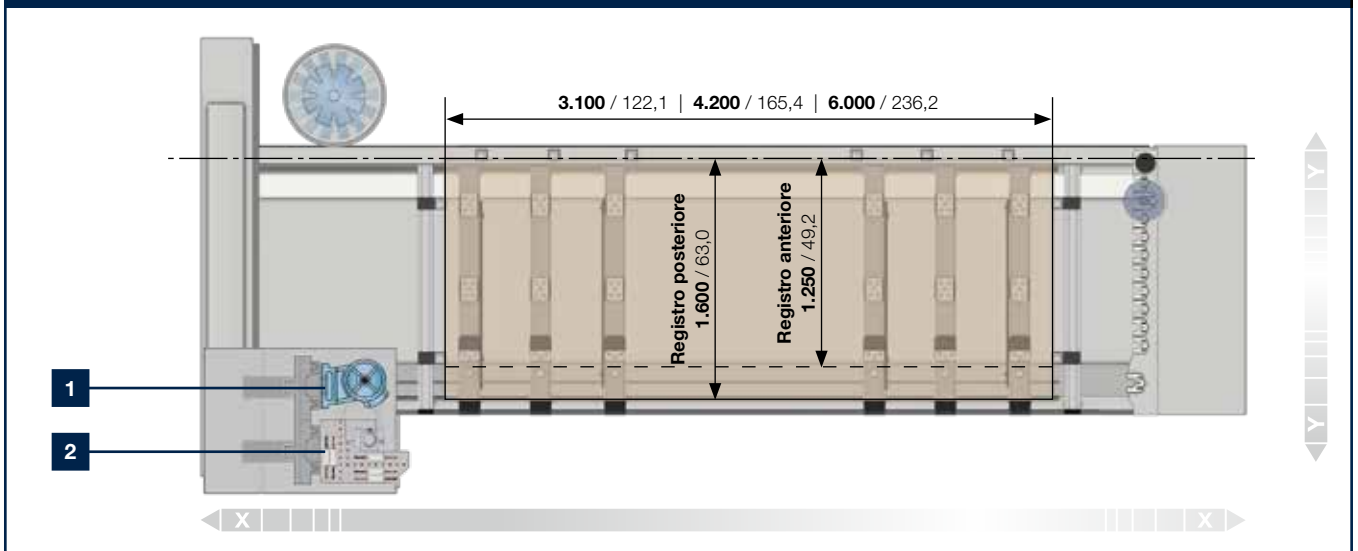 3.100 / 122,1 | 4.200 / 165,4 | 6.000 / 236,2
Registro posteriore
1.600 / 63,0
Registro anteriore
1.250 / 49,2
Y
Y
1
2
X
X